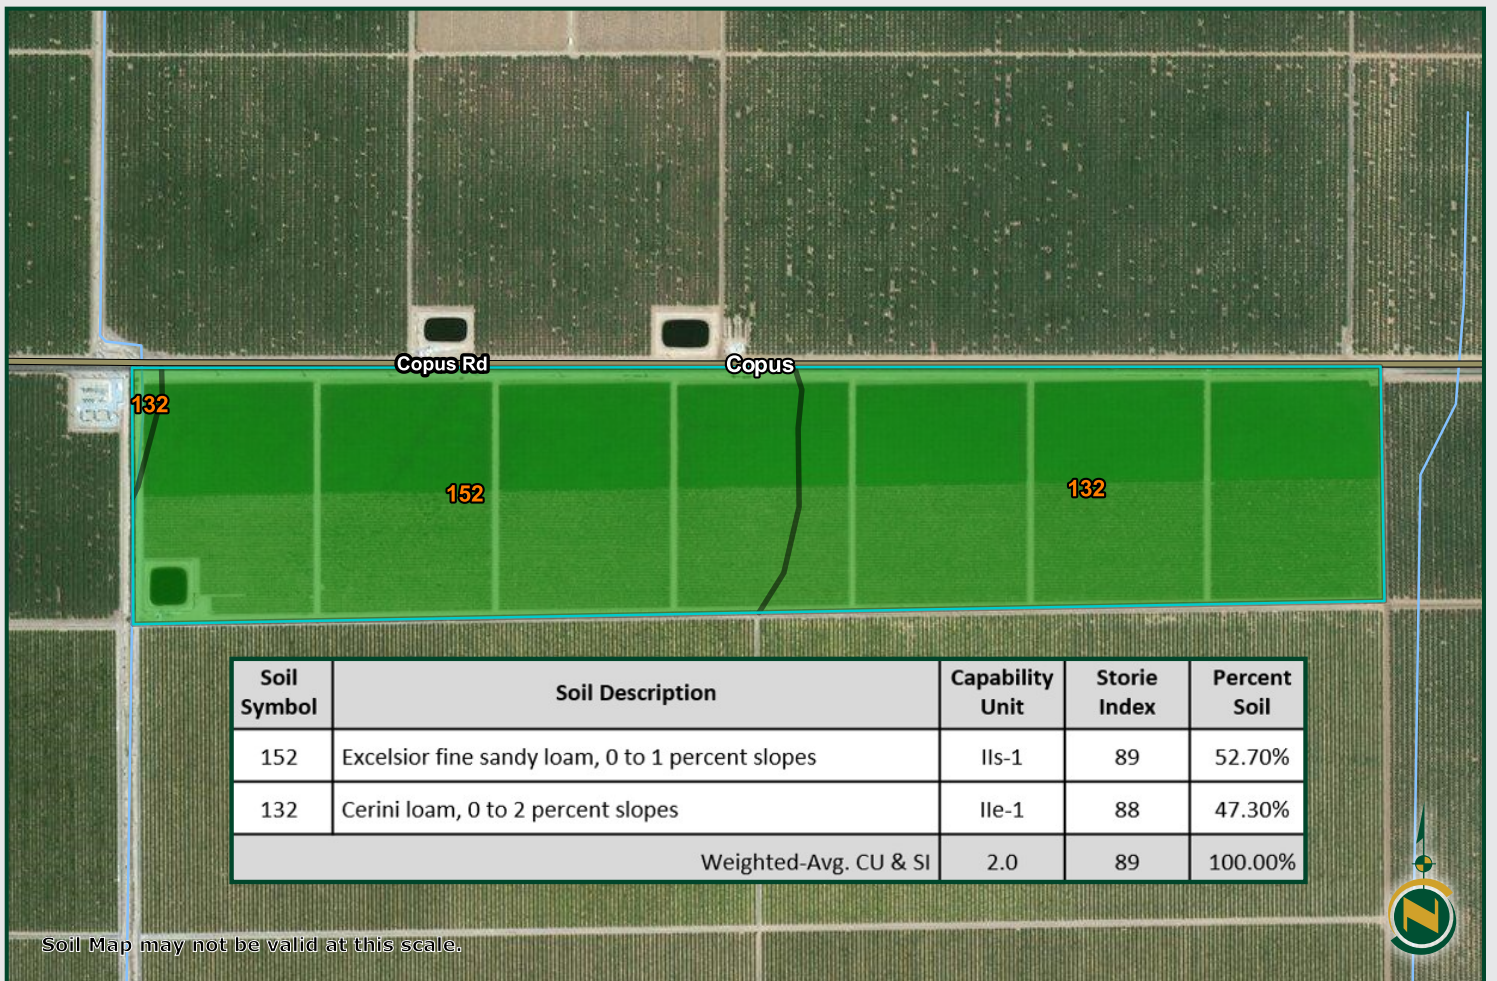 Copus Rd
Copus
132
152
132
Soil Symbol
Soil Description
Capability Unit
Storie Index
Percent Soil
152 Excelsior fine sandy loam, 0 to 1 percent slopes IIs-1 89 52.70%
132 Cerini loam, 0 to 2 percent slopes IIe-1 88 47.30%
Weighted-Avg. CU & SI 2.0 89 100.00%
Soil Map may not be valid at this scale.
N